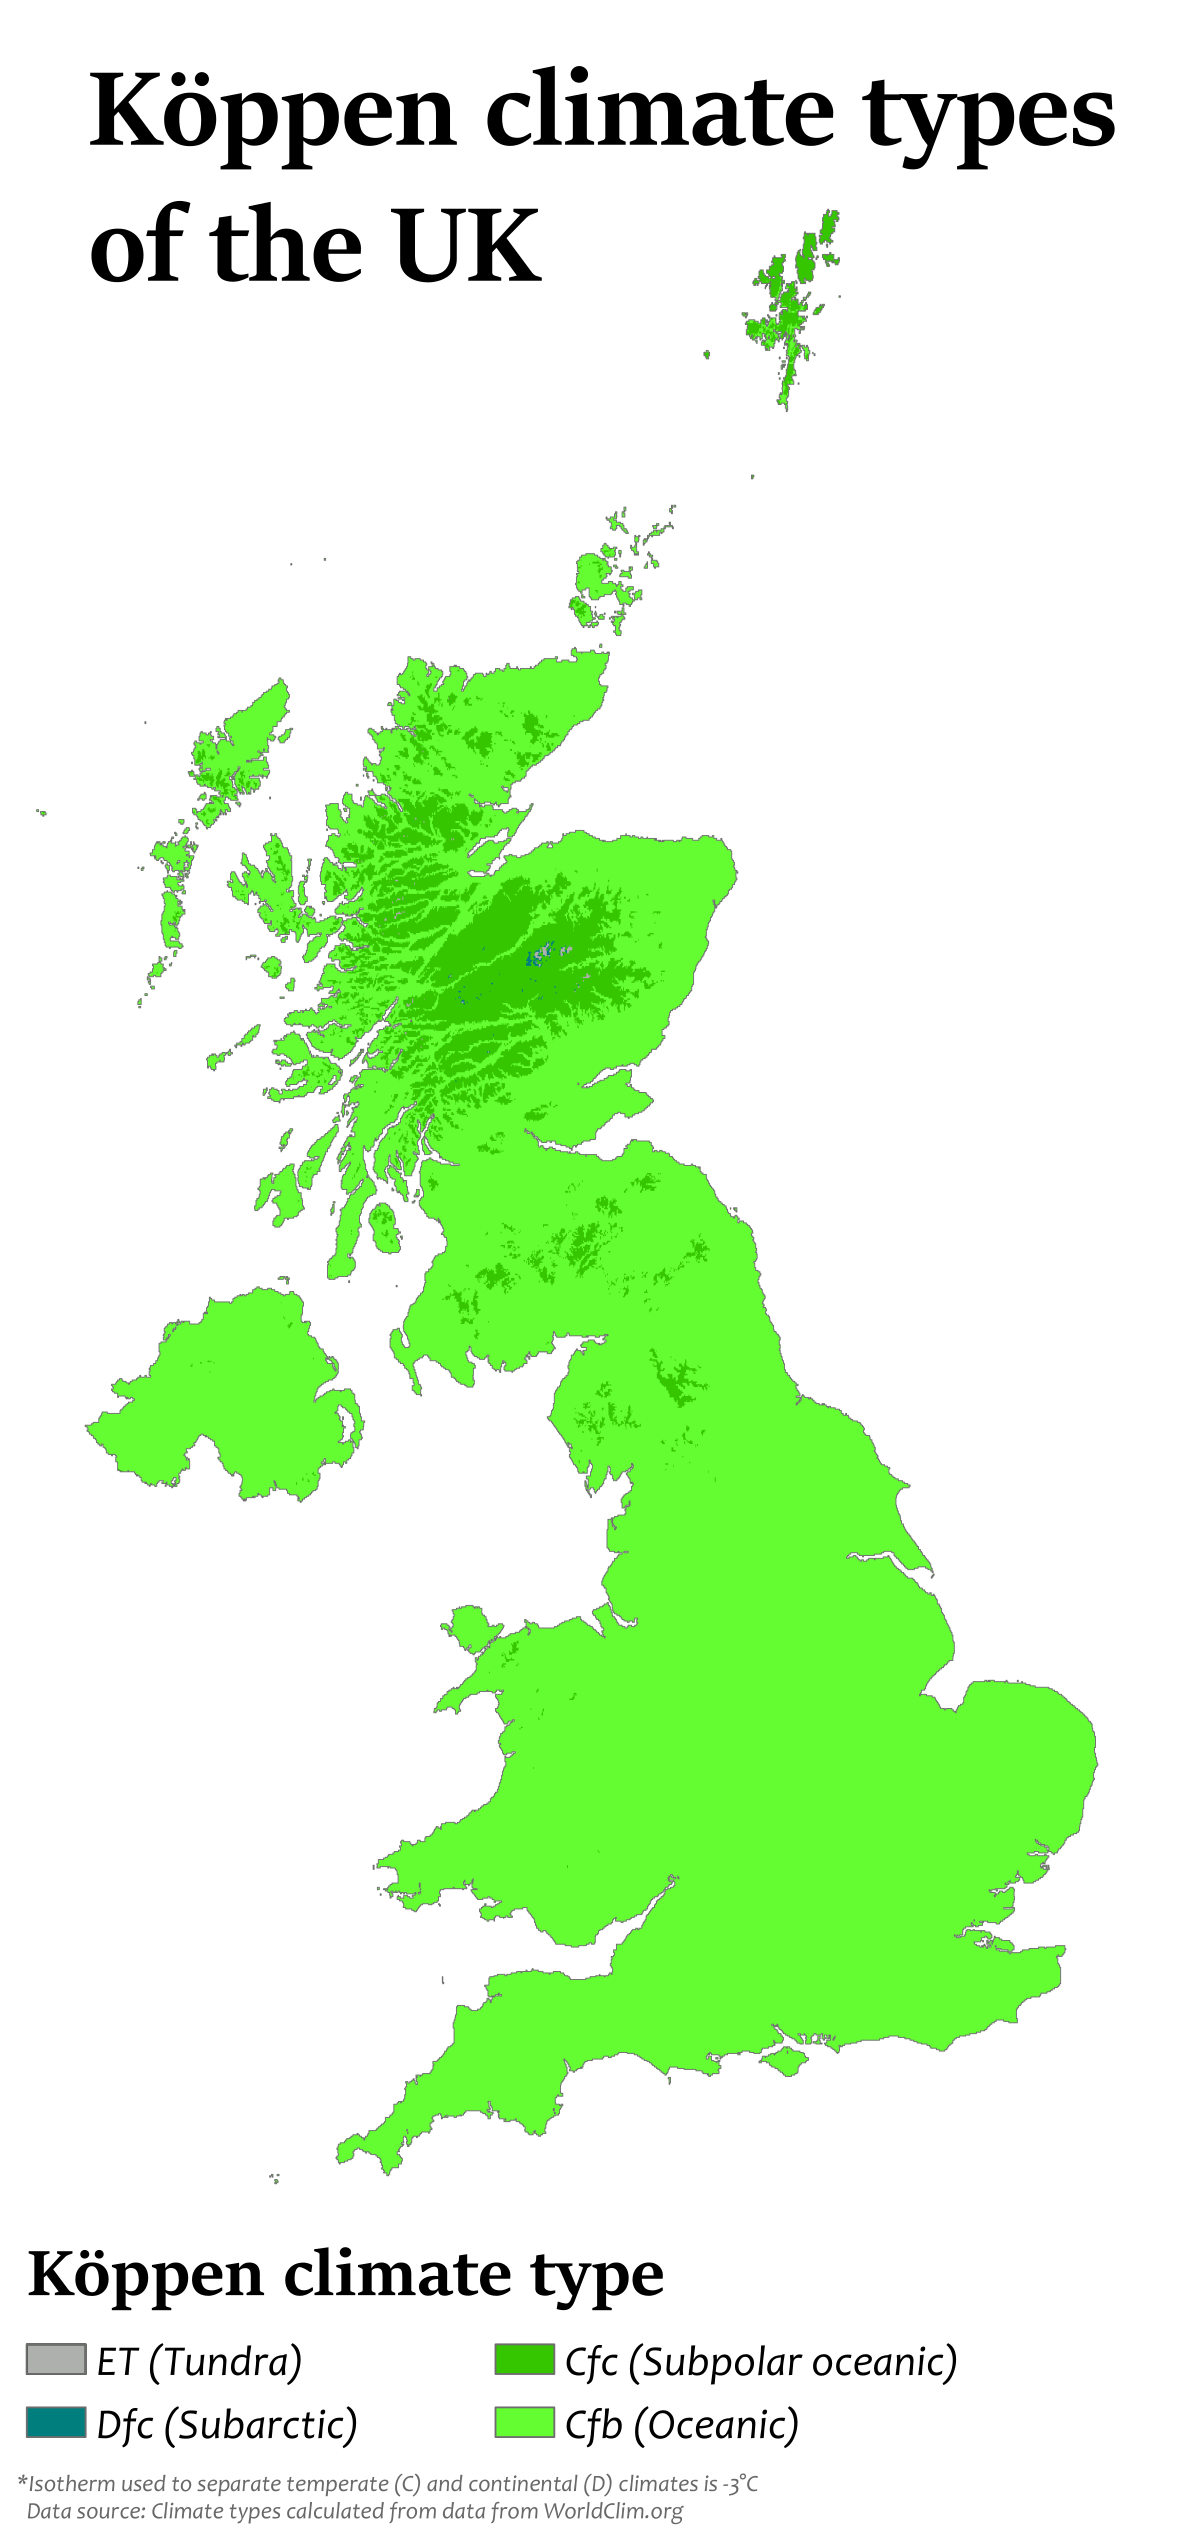 Köppen climate types
of the UK
Köppen climate type
ET (Tundra)
Cfc (Subpolar oceanic)
Dfc (Subarctic)
Cfb (Oceanic)
*Isotherm used to separate temperate (C) and continental (D) climates is -3°C
Data source: Climate types calculated from data from WorldClim.org